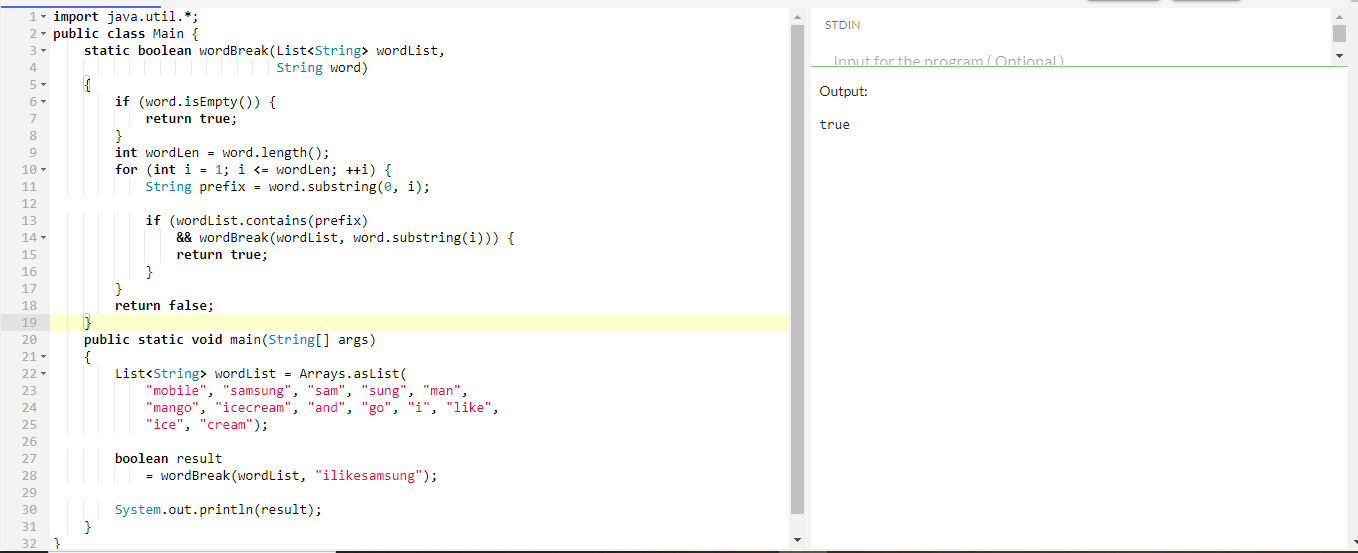 1 import java.util.*;
2 public class Main {
3 static boolean wordBreak(List<String> wordList,
4 String word)
5 {
6 if (word.isEmpty()) {
7 return true;
8 }
9 int wordLen = word.length();
10 for (int i = 1; i <= wordLen; ++i) {
11 String prefix = word.substring(0, i);
12
13 if (wordList.contains(prefix)
14 && wordBreak(wordList, word.substring(i))) {
15 return true;
16 }
17 }
18 return false;
19 }
20 public static void main(String[] args)
21 {
22 List<String> wordList = Arrays.asList(
23 "mobile", "samsung", "sam", "sung", "man",
24 "mango", "icecream", "and", "go", "i", "like",
25 "ice", "cream");
26
27 boolean result
28 = wordBreak(wordList, "ilikesamsung");
29
30 System.out.println(result);
31 }
32 }
STDIN
Input for the program ( Optional )
Output:
true